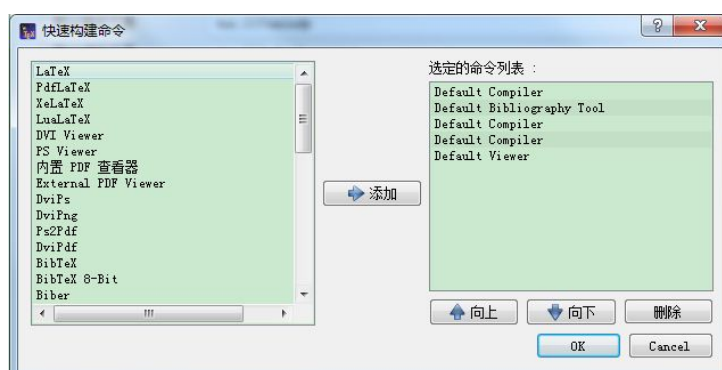 快速构建命令
LaTeX
PdfLaTeX
XeLaTeX
LuaLaTeX
DVI Viewer
PS Viewer
内置 PDF 查看器
External PDF Viewer
DviPs
DviPng
Ps2Pdf
DviPdf
BibTeX
BibTeX 8-Bit
Biber
添加
选定的命令列表 :
Default Compiler
Default Bibliography Tool
Default Compiler
Default Compiler
Default Viewer
向上
向下
删除
OK
Cancel